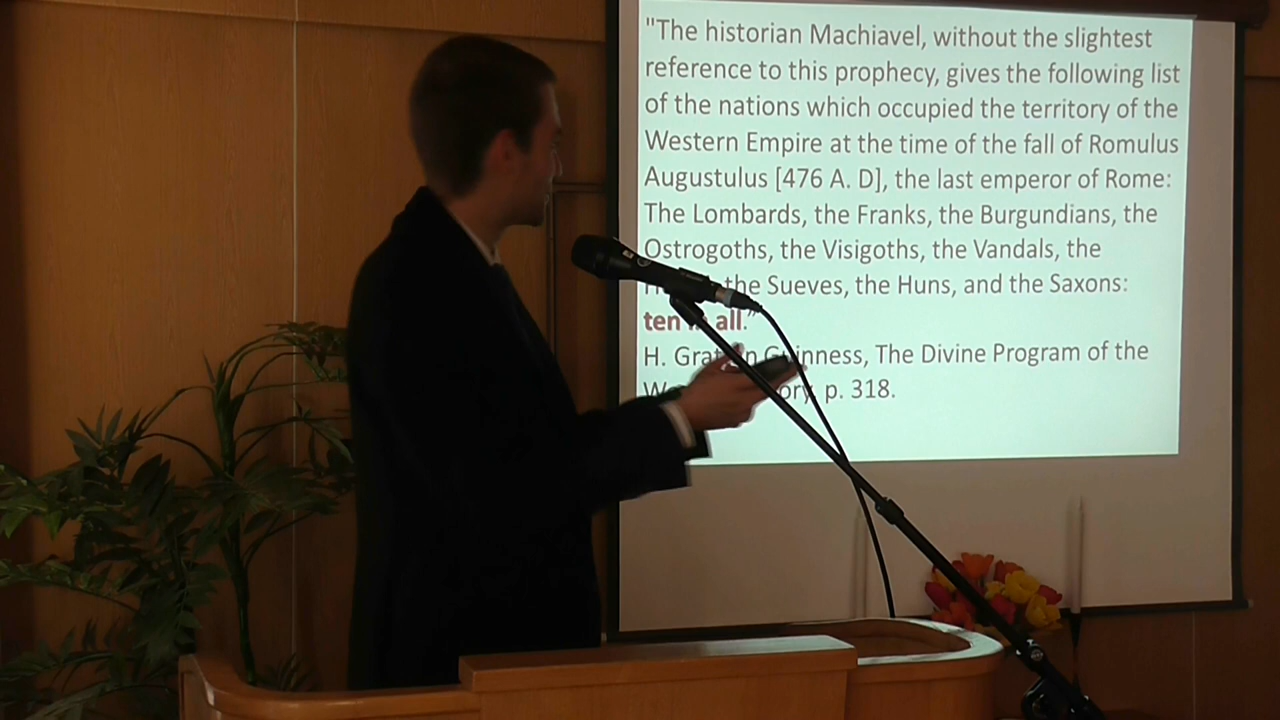 "The historian Machiavel, without the slightest
reference to this prophecy, gives the following list
of the nations which occupied the territory of the
Western Empire at the time of the fall of Romulus
Augustulus [476 A. D], the last emperor of Rome:
The Lombards, the Franks, the Burgundians, the
Ostrogoths, the Visigoths, the Vandals, the
the Sueves, the Huns, and the Saxons:
ten all."
H. Grattan Guinness, The Divine Program of the
p. 318.